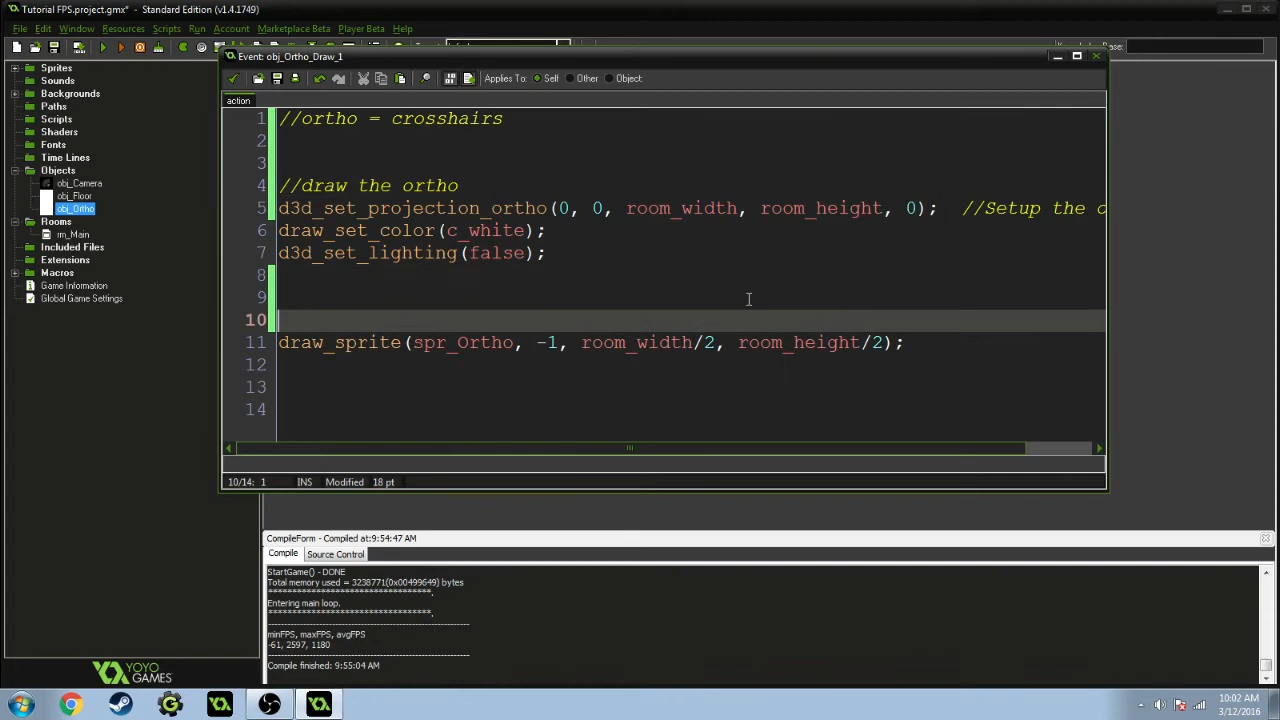 Tutorial FPS.project.gmx* - Standard Edition (v1.4.1749)
File Edit Window Resources Scripts Run Account Marketplace Beta Player Beta Help
Event: obj_Ortho_Draw_1
Applies To: Self Other Object:
action
Sprites
Sounds
Backgrounds
Paths
Scripts
Shaders
Fonts
Time Lines
Objects
obj_Camera
obj_Floor
obj_Ortho
Rooms
rm_Main
Included Files
Extensions
Macros
Game Information
Global Game Settings
1 //ortho = crosshairs
2
3
4 //draw the ortho
5 d3d_set_projection_ortho(0, 0, room_width, room_height, 0); //Setup the o
6 draw_set_color(c_white);
7 d3d_set_lighting(false);
8
9
10
11 draw_sprite(spr_Ortho, -1, room_width/2, room_height/2);
12
13
14
10/14: 1 INS Modified 18 pt
CompileForm - Compiled at:9:54:47 AM
Compile Source Control
StartGame() - DONE
Total memory used = 3238771(0x00499649) bytes
**********************************.
Entering main loop.
**********************************.
minFPS, maxFPS, avgFPS
-61, 2597, 1180
Compile finished: 9:55:04 AM
YOYO
GAMES
10:02 AM
3/12/2016